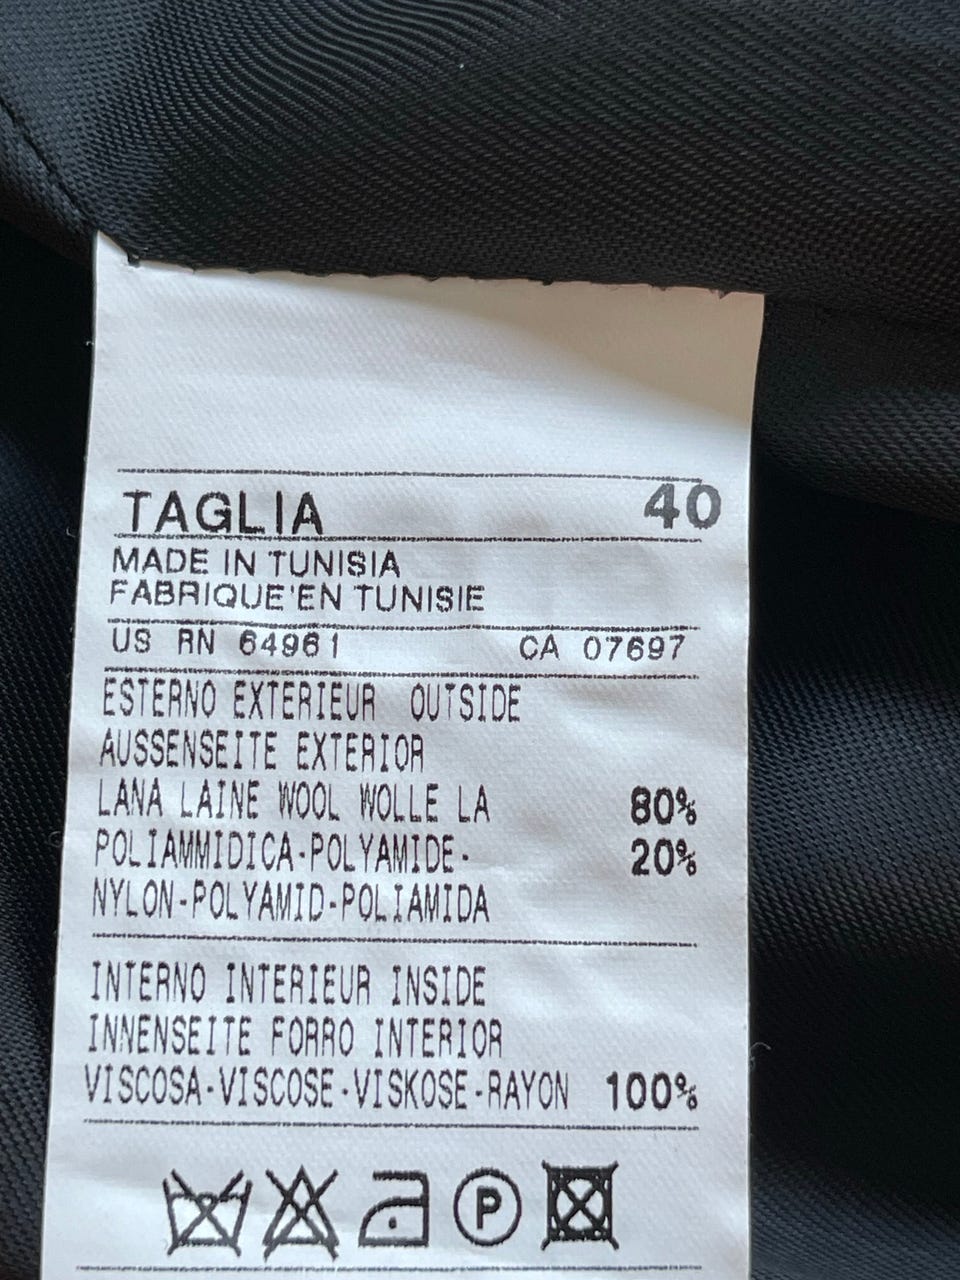 TAGLIA 40
MADE IN TUNISIA
FABRIQUE'EN TUNISIE
US RN 64961 CA 07697
ESTERNO EXTERIEUR OUTSIDE
AUSSENSEITE EXTERIOR
LANA LAINE WOOL WOLLE LA 80%
POLIAMMIDICA-POLYAMIDE- 20%
NYLON-POLYAMID-POLIAMIDA
INTERNO INTERIEUR INSIDE
INNENSEITE FORRO INTERIOR
VISCOSA-VISCOSE-VISKOSE-RAYON 100%
P